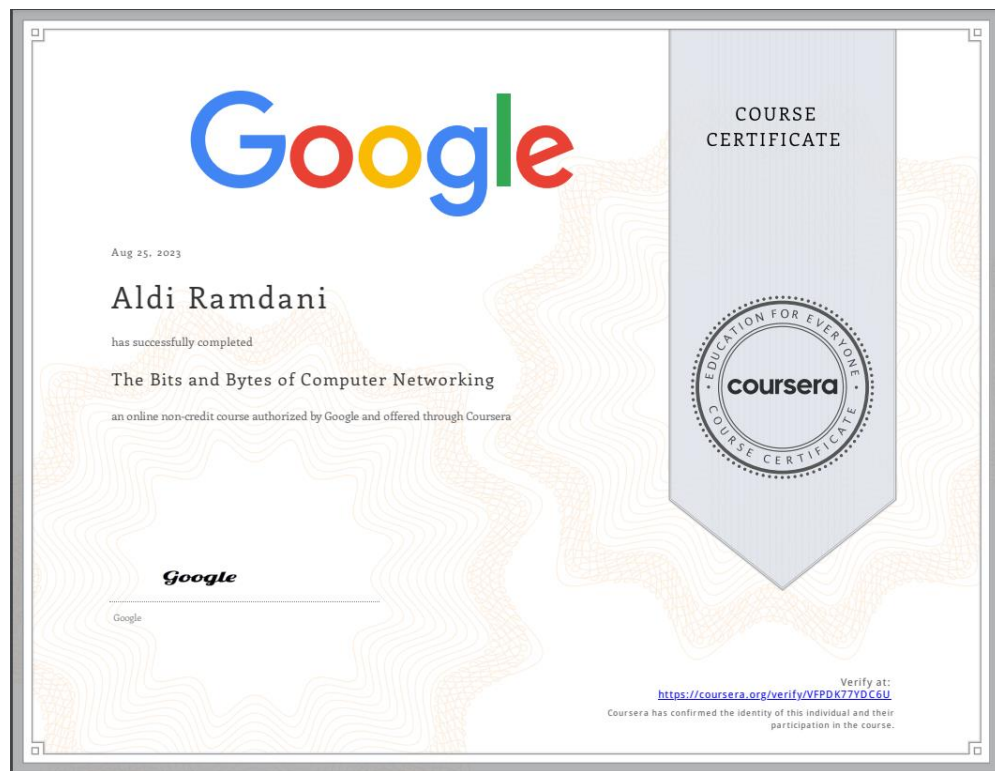 Google
COURSE
CERTIFICATE
Aug 25, 2023
Aldi Ramdani
has successfully completed
The Bits and Bytes of Computer Networking
an online non-credit course authorized by Google and offered through Coursera
EDUCATION FOR EVERYONE
coursera
COURSE CERTIFICATE
Google
Google
Verify at:
https://coursera.org/verify/VFPDK77YDC6U
Coursera has confirmed the identity of this individual and their
participation in the course.